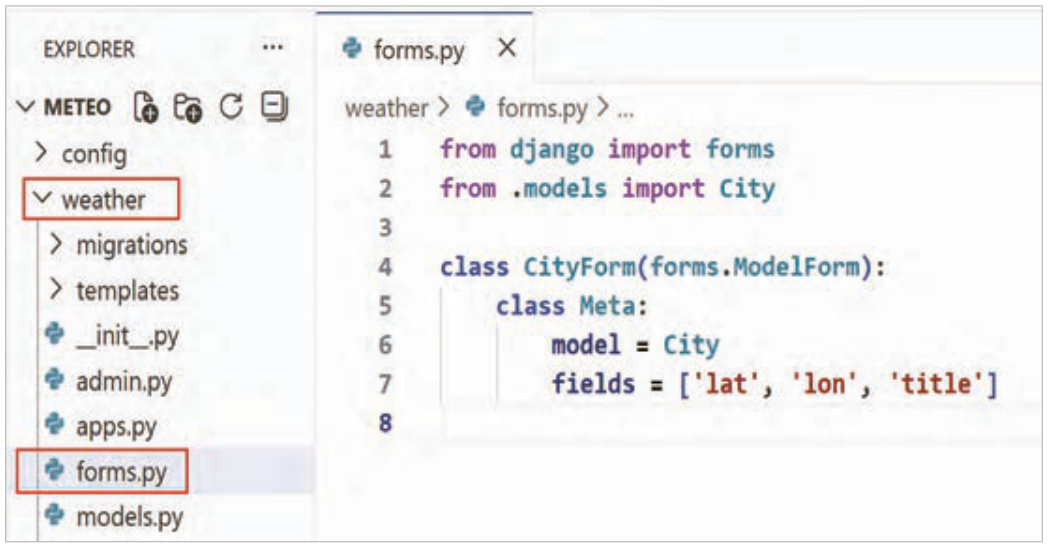 EXPLORER ...
METEO
config
weather
migrations
templates
__init__.py
admin.py
apps.py
forms.py
models.py
forms.py
weather > forms.py > ...
1 from django import forms
2 from .models import City
3
4 class CityForm(forms.ModelForm):
5     class Meta:
6         model = City
7         fields = ['lat', 'lon', 'title']
8